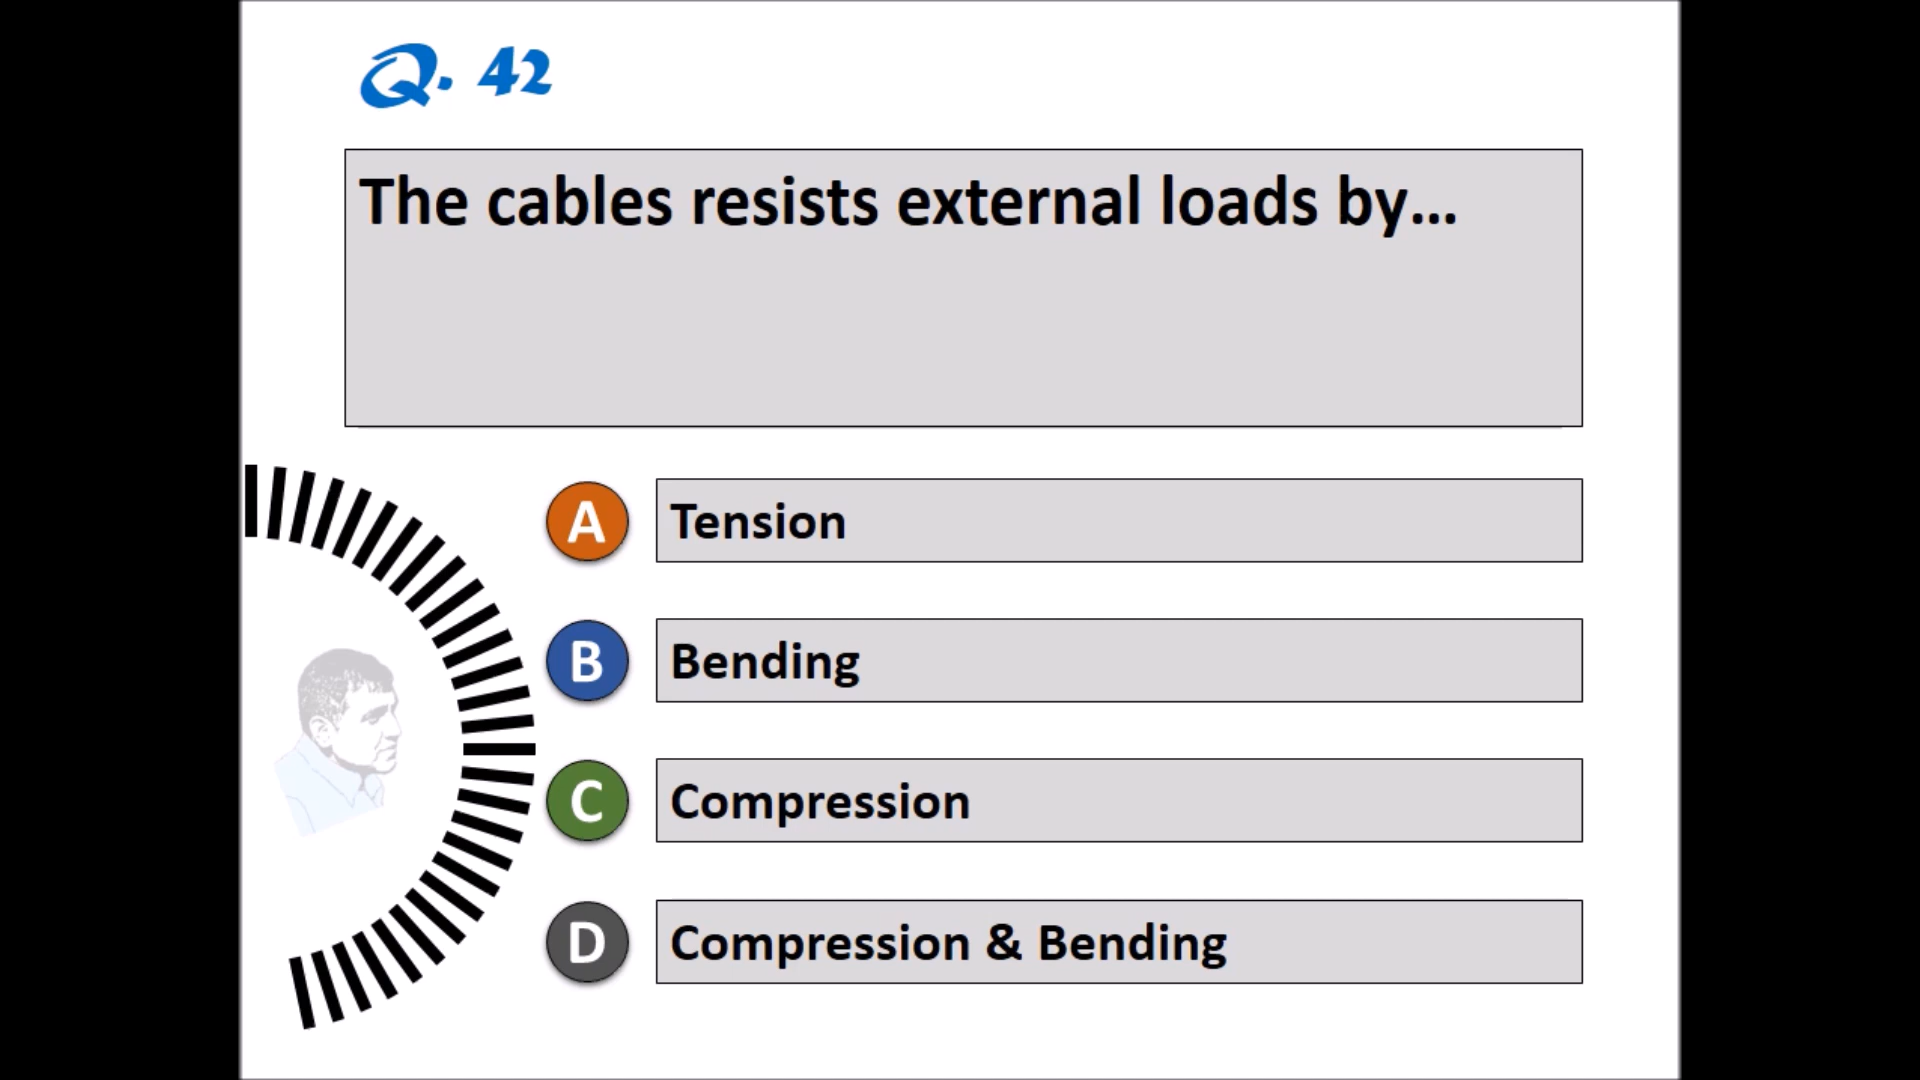 Q. 42
The cables resists external loads by...
A Tension
B Bending
C Compression
D Compression & Bending